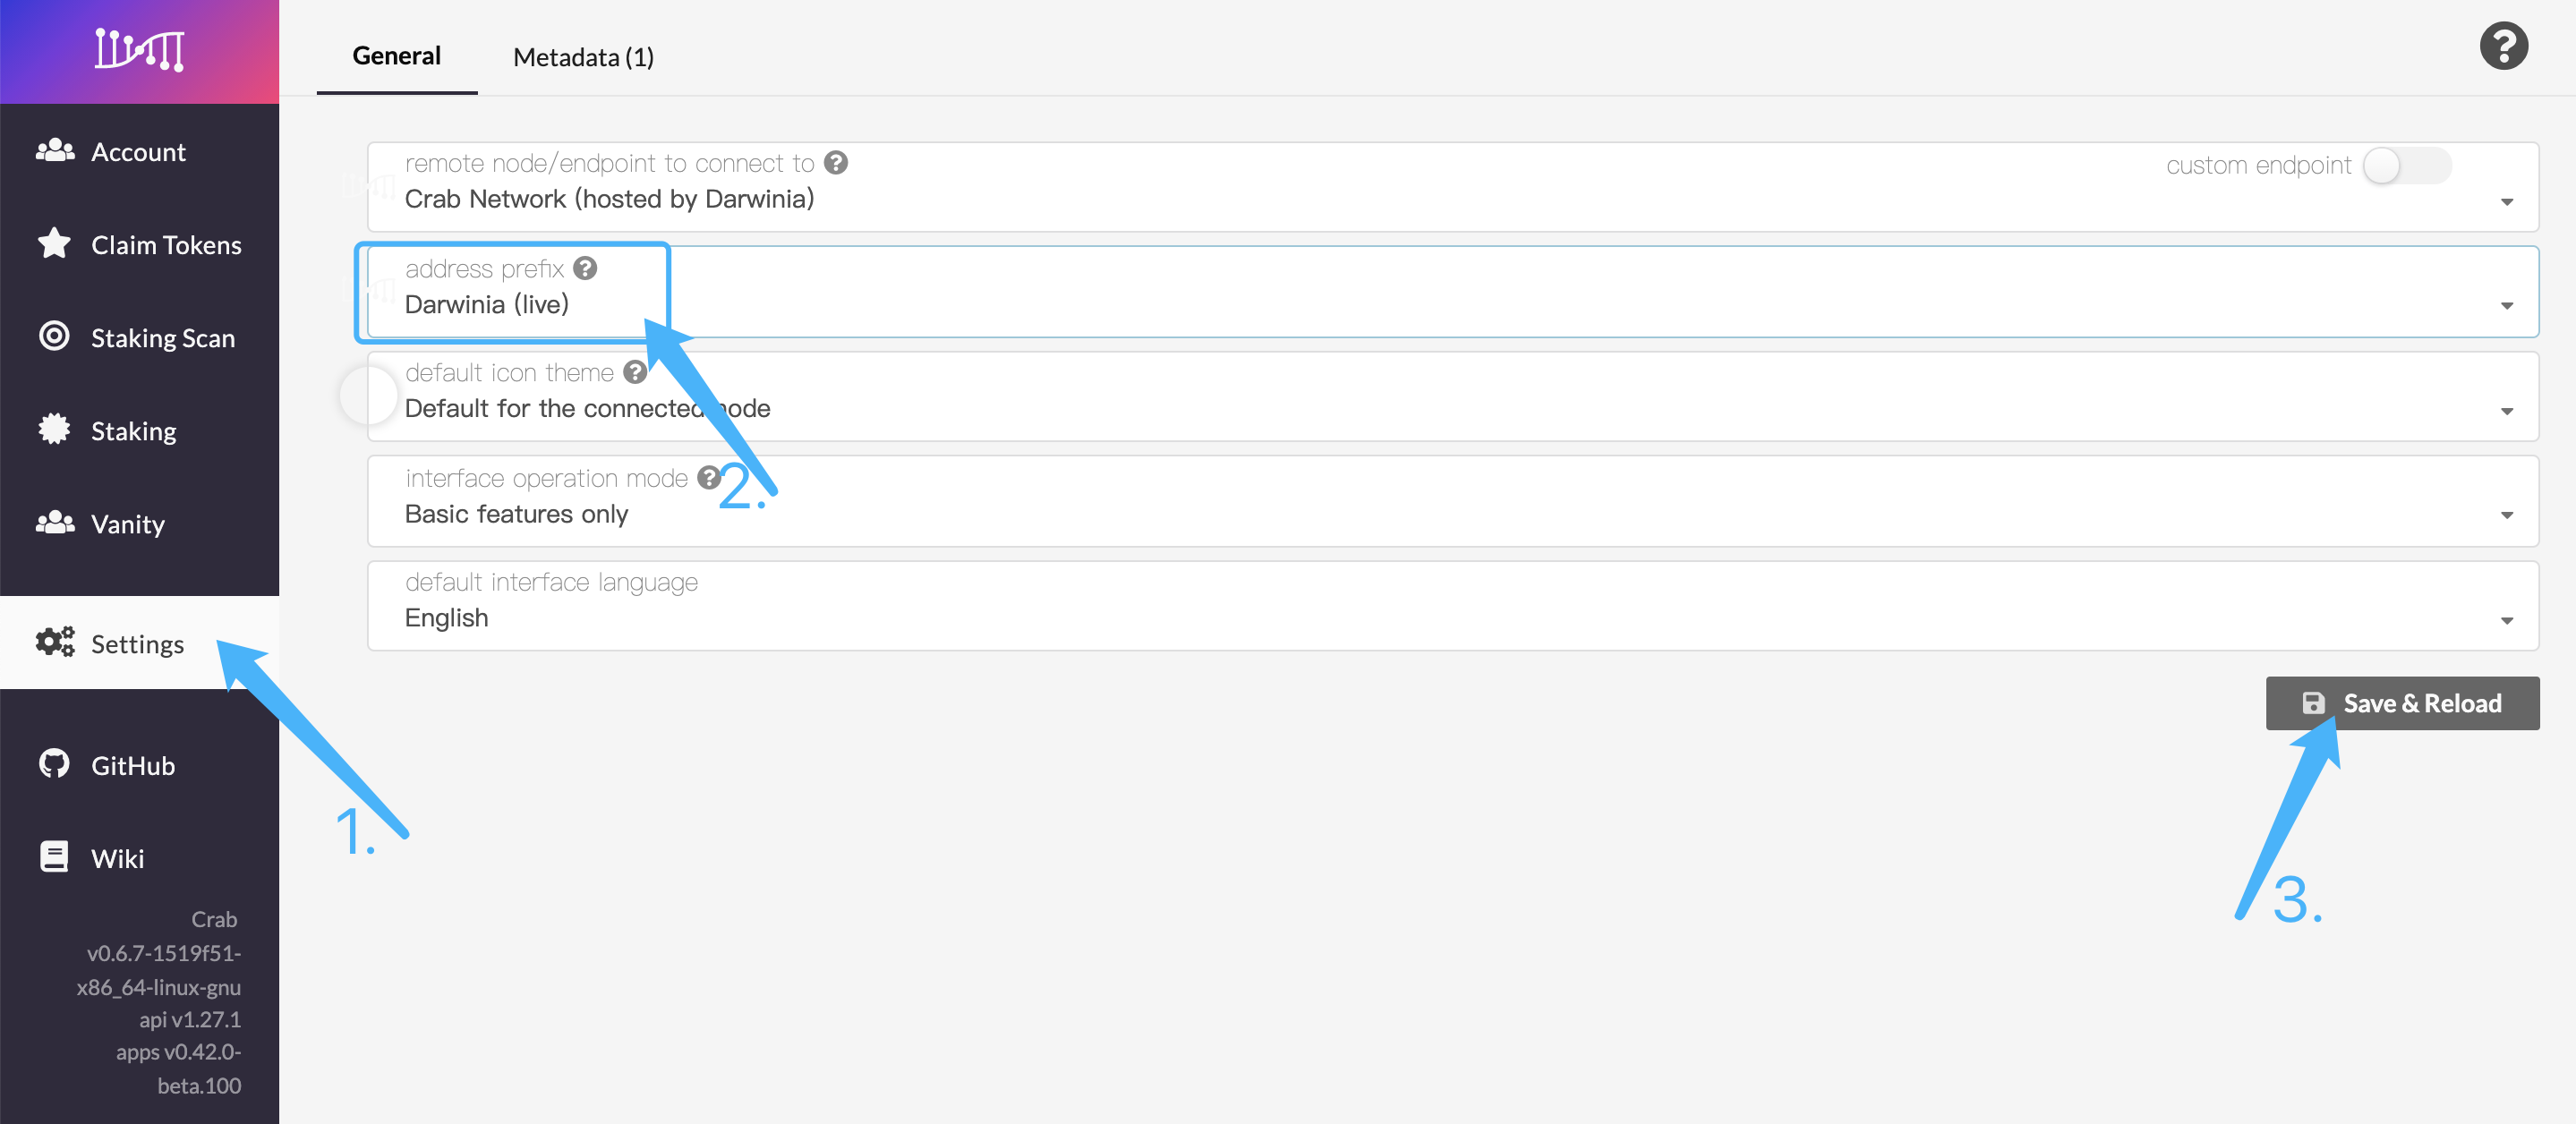 General
Metadata (1)
Account
Claim Tokens
Staking Scan
Staking
Vanity
Settings
GitHub
Wiki
Crab
v0.6.7-1519f51-
x86_64-linux-gnu
api v1.27.1
apps v0.42.0-
beta.100
remote node/endpoint to connect to
custom endpoint
Crab Network (hosted by Darwinia)
address prefix
Darwinia (live)
default icon theme
Default for the connected node
interface operation mode
Basic features only
default interface language
English
Save & Reload
1.
2.
3.